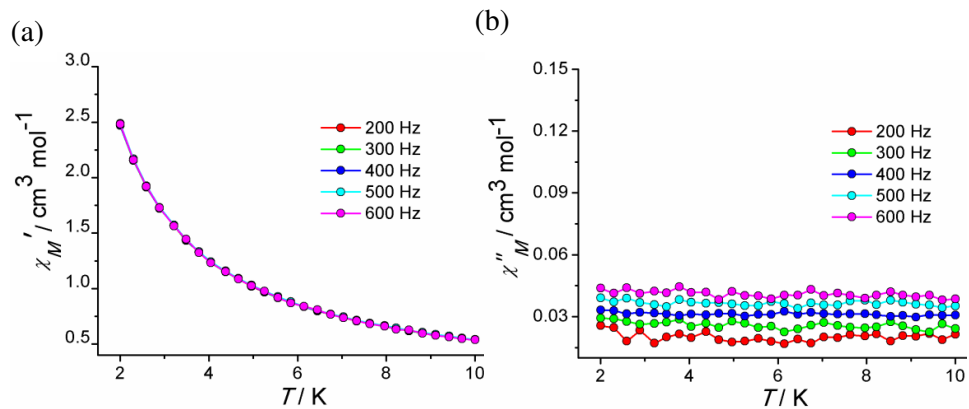 (a)
χM′ / cm³ mol⁻¹
3.0
2.5
2.0
1.5
1.0
0.5
200 Hz
300 Hz
400 Hz
500 Hz
600 Hz
2 4 6 8 10
T / K
(b)
χ″M / cm³ mol⁻¹
0.15
0.12
0.09
0.06
0.03
200 Hz
300 Hz
400 Hz
500 Hz
600 Hz
2 4 6 8 10
T / K